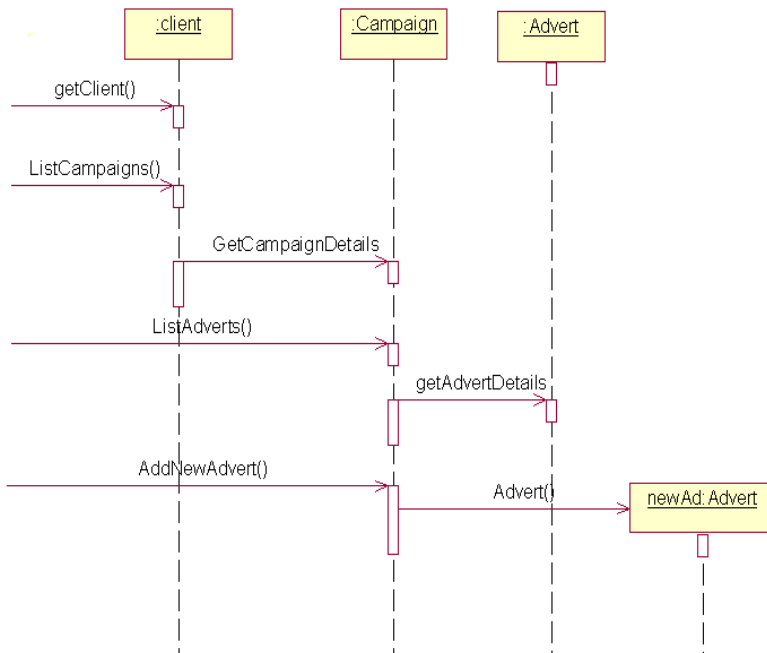 :client
:Campaign
:Advert
getClient()
ListCampaigns()
GetCampaignDetails
ListAdverts()
getAdvertDetails
AddNewAdvert()
Advert()
newAd:Advert